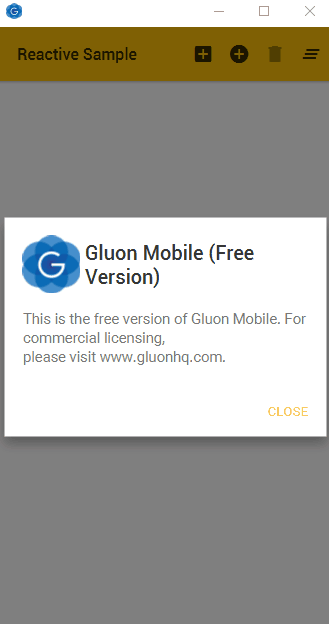 Reactive Sample
G
Gluon Mobile (Free
Version)
This is the free version of Gluon Mobile. For
commercial licensing,
please visit www.gluonhq.com.
CLOSE